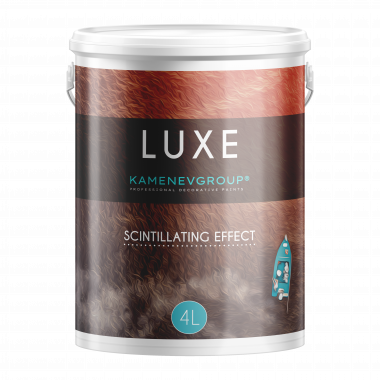 LUXE
KAMENEVGROUP®
PROFESSIONAL DECORATIVE PAINTS
SCINTILLATING EFFECT
4L